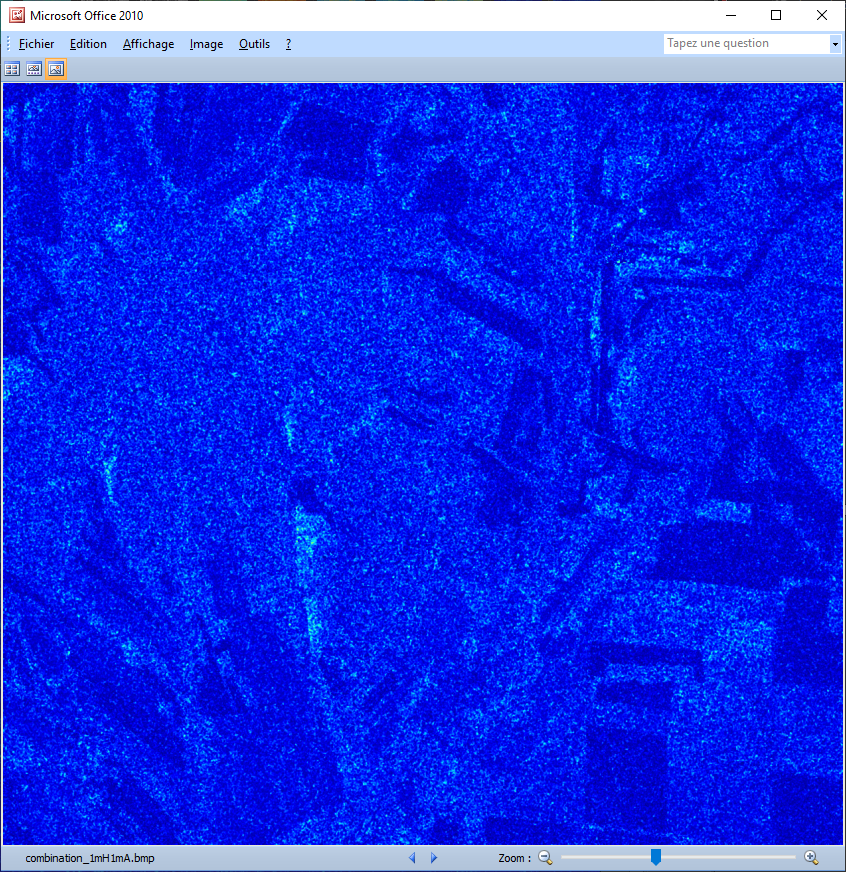 Microsoft Office 2010
Fichier Edition Affichage Image Outils ?
Tapez une question
combination_1mH1mA.bmp
Zoom :